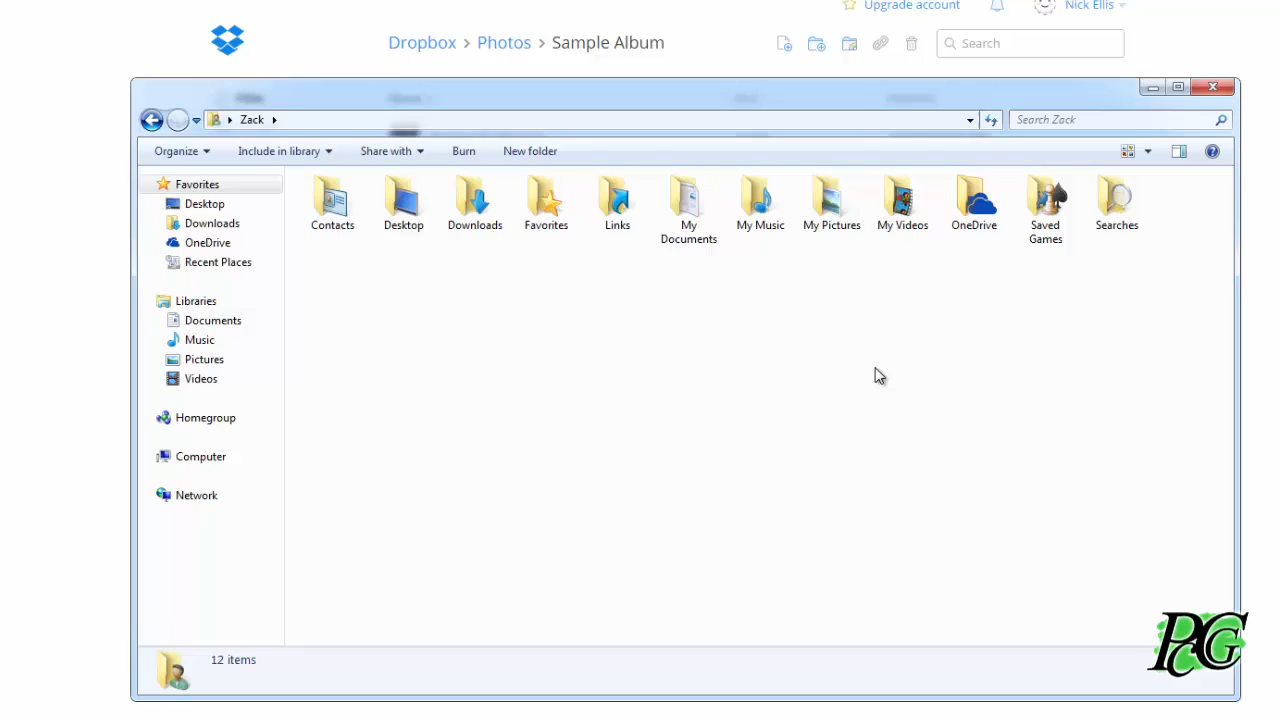 Upgrade account Nick Ellis
Dropbox > Photos > Sample Album
Search
Zack
Search Zack
Organize Include in library Share with Burn New folder
Favorites
Desktop
Downloads
OneDrive
Recent Places
Libraries
Documents
Music
Pictures
Videos
Homegroup
Computer
Network
Contacts Desktop Downloads Favorites Links My Documents My Music My Pictures My Videos OneDrive Saved Games Searches
12 items
PCG